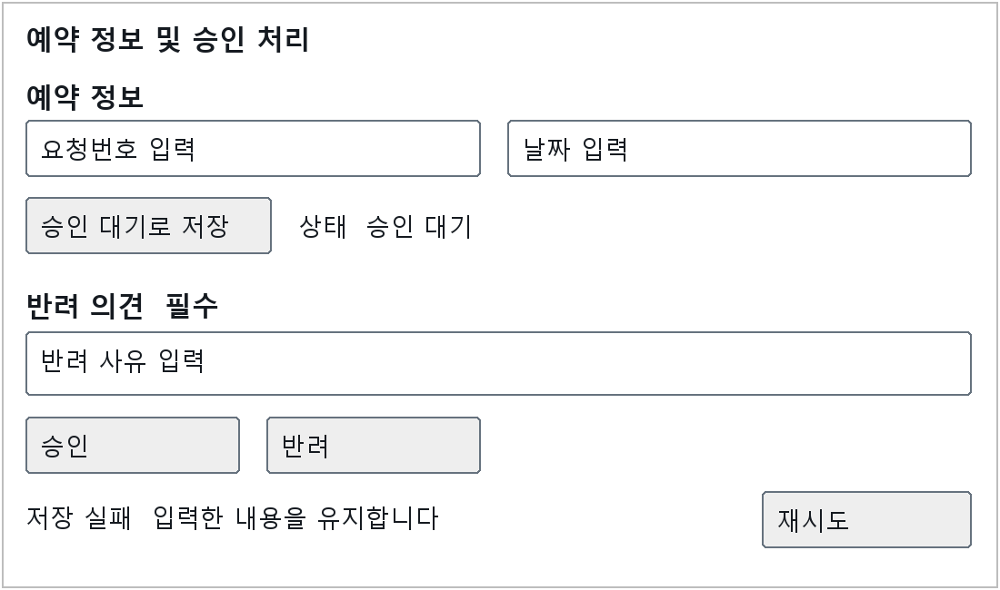 예약 정보 및 승인 처리
예약 정보
요청번호 입력
날짜 입력
승인 대기로 저장
상태 승인 대기
반려 의견 필수
반려 사유 입력
승인
반려
저장 실패 입력한 내용을 유지합니다
재시도